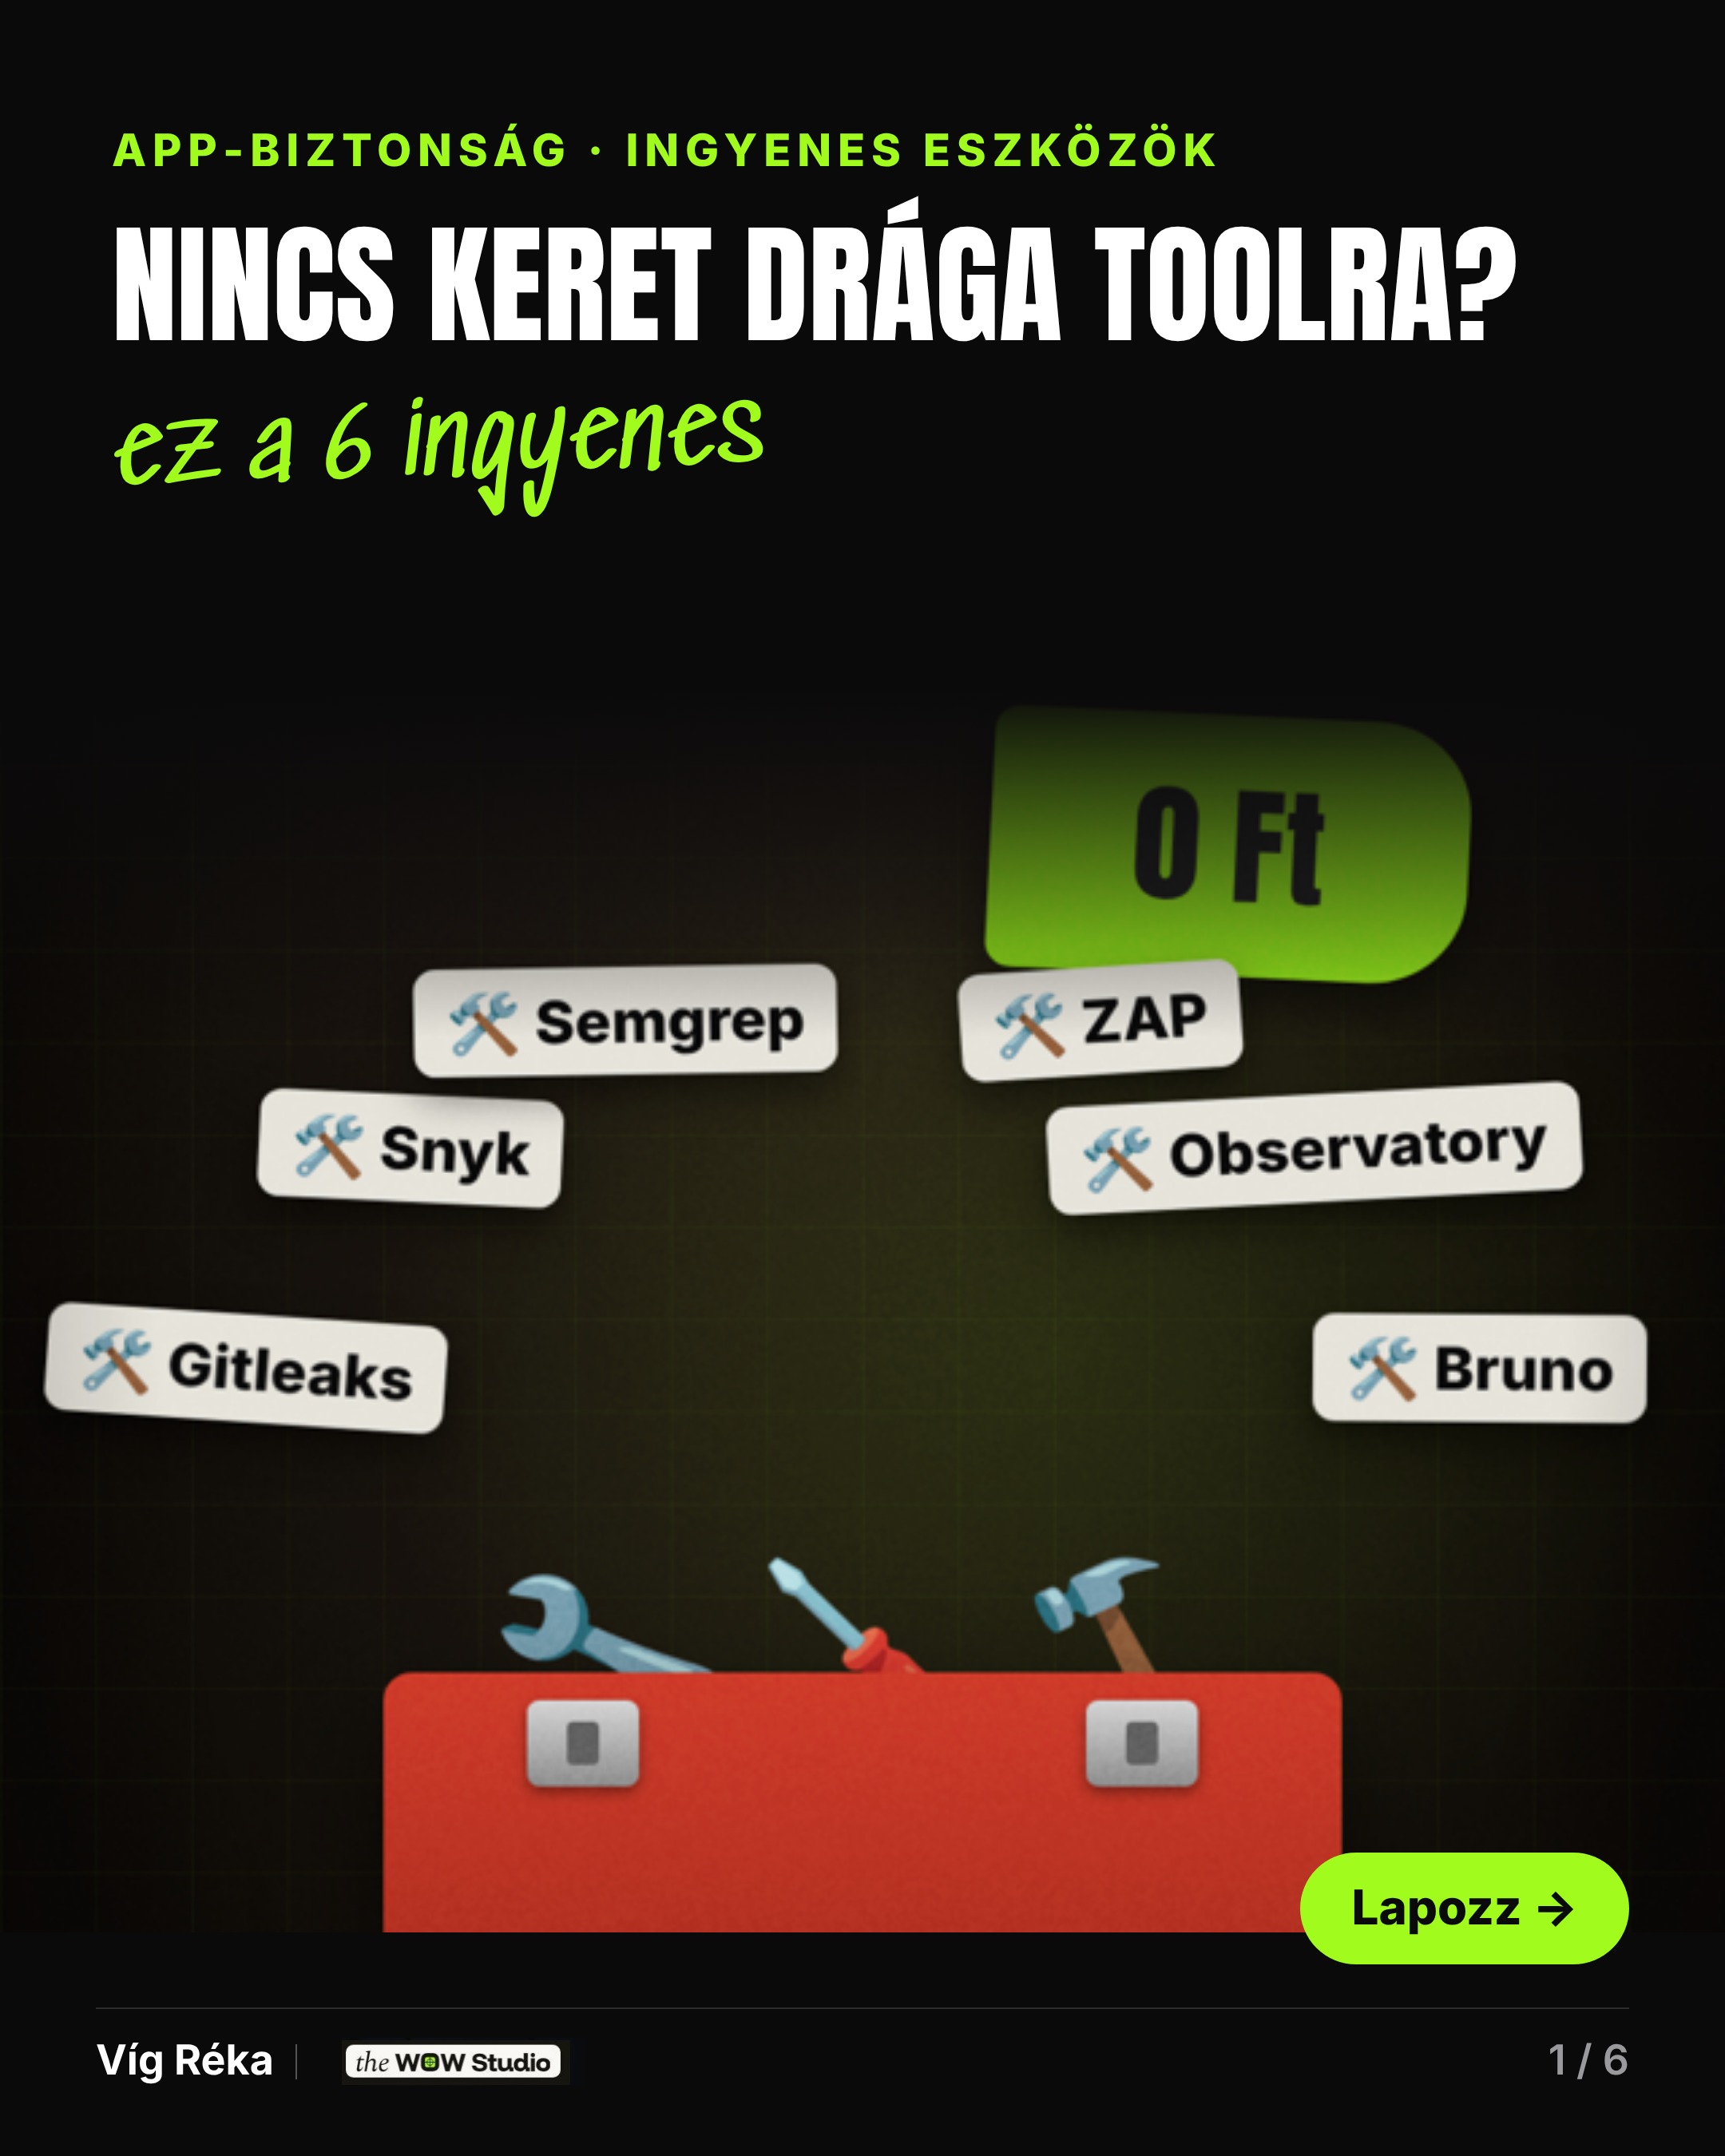 APP-BIZTONSÁG · INGYENES ESZKÖZÖK
NINCS KERET DRÁGA TOOLRA?
ez a 6 ingyenes
0 Ft
Semgrep
ZAP
Snyk
Observatory
Gitleaks
Bruno
Lapozz →
Víg Réka
the WOW Studio
1 / 6